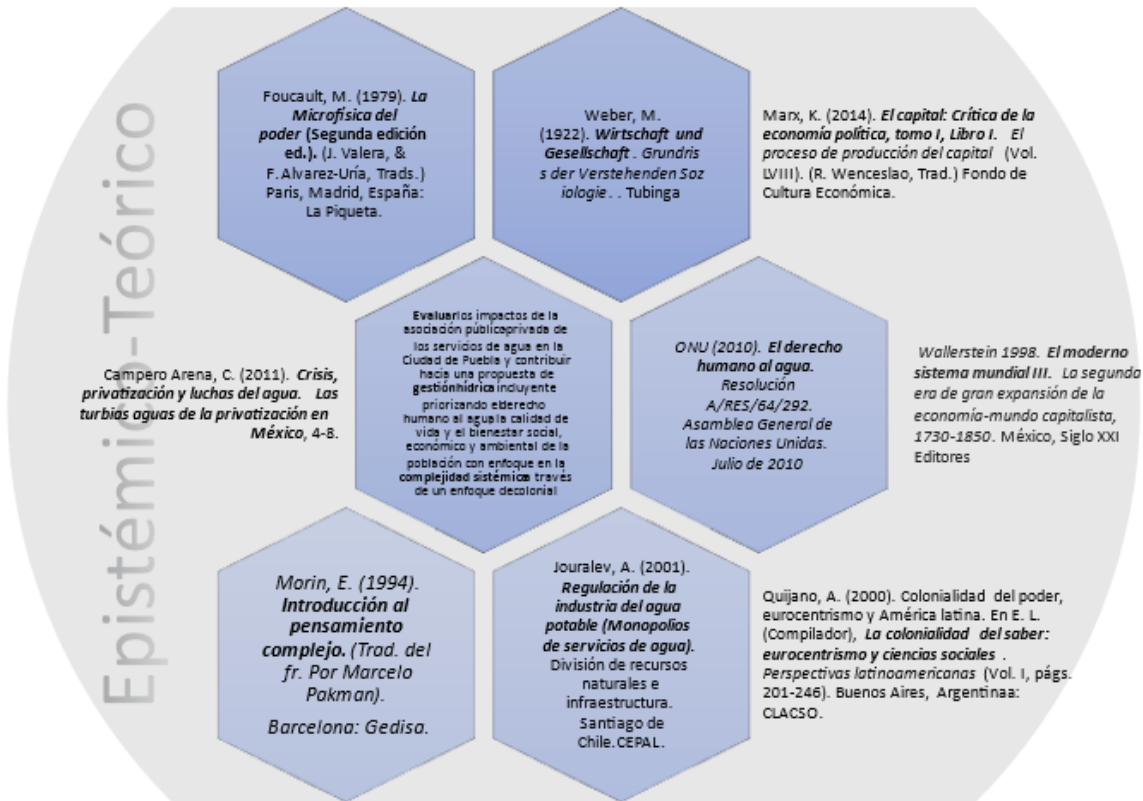 Epistémico-Teórico
Foucault, M. (1979). La
Microfísica del
poder (Segunda edición
ed.). (J. Valera, &
F. Alvarez-Uría, Trads.)
Paris, Madrid, España:
La Piqueta.
Weber, M.
(1922). Wirtschaft und
Gesellschaft . Grundris
s der Verstehenden Soz
iologie . . Tubinga
Marx, K. (2014). El capital: Crítica de la
economía política, tomo I, Libro I. El
proceso de producción del capital (Vol.
LVIII). (R. Wenceslao, Trad.) Fondo de
Cultura Económica.
Campero Arena, C. (2011). Crisis,
privatización y luchas del agua. Las
turbias aguas de la privatización en
México, 4-8.
Evaluar los impactos de la
asociación públicaprivada de
los servicios de agua en la
Ciudad de Puebla y contribuir
hacia una propuesta de
gestión hídrica incluyente
priorizando el derecho
humano al agua la calidad de
vida y el bienestar social,
económico y ambiental de la
población con enfoque en la
complejidad sistémica través
de un enfoque decolonial
ONU (2010). El derecho
humano al agua.
Resolución
A/RES/64/292.
Asamblea General de
las Naciones Unidas.
Julio de 2010
Wallerstein 1998. El moderno
sistema mundial III. La segunda
era de gran expansión de la
economía-mundo capitalista,
1730-1850. México, Siglo XXI
Editores
Morin, E. (1994).
Introducción al
pensamiento
complejo. (Trad. del
fr. Por Marcelo
Pakman).
Barcelona: Gedisa.
Jouralev, A. (2001).
Regulación de la
industria del agua
potable (Monopolios
de servicios de agua).
División de recursos
naturales e
infraestructura.
Santiago de
Chile.CEPAL.
Quijano, A. (2000). Colonialidad del poder,
eurocentrismo y América latina. En E. L.
(Compilador), La colonialidad del saber:
eurocentrismo y ciencias sociales .
Perspectivas latinoamericanas (Vol. I, págs.
201-246). Buenos Aires, Argentinaa:
CLACSO.